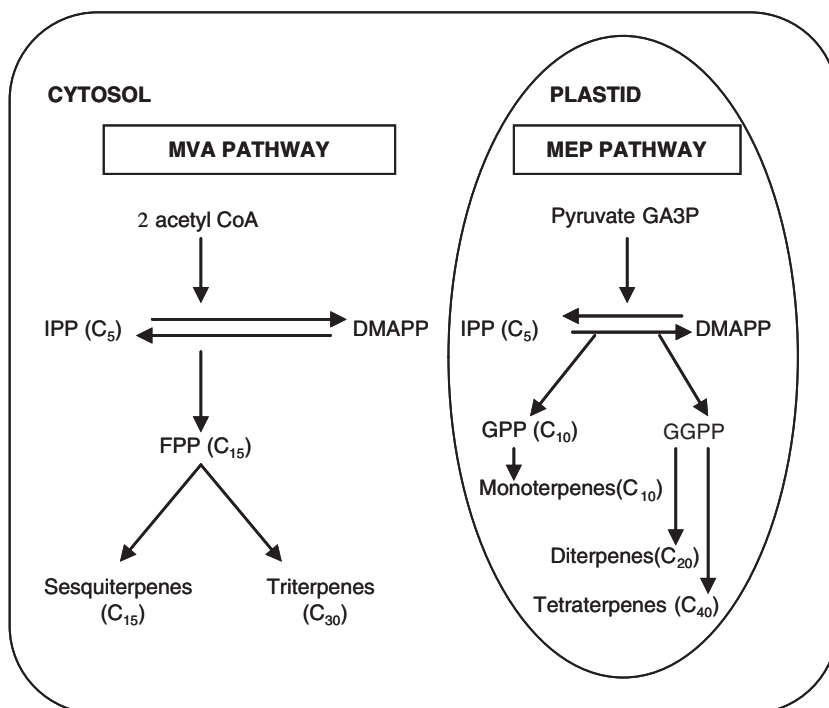 CYTOSOL
MVA PATHWAY
2 acetyl CoA
IPP (C₅)
DMAPP
FPP (C₁₅)
Sesquiterpenes
(C₁₅)
Triterpenes
(C₃₀)
PLASTID
MEP PATHWAY
Pyruvate GA3P
IPP (C₅)
DMAPP
GPP (C₁₀)
GGPP
Monoterpenes(C₁₀)
Diterpenes(C₂₀)
Tetraterpenes (C₄₀)